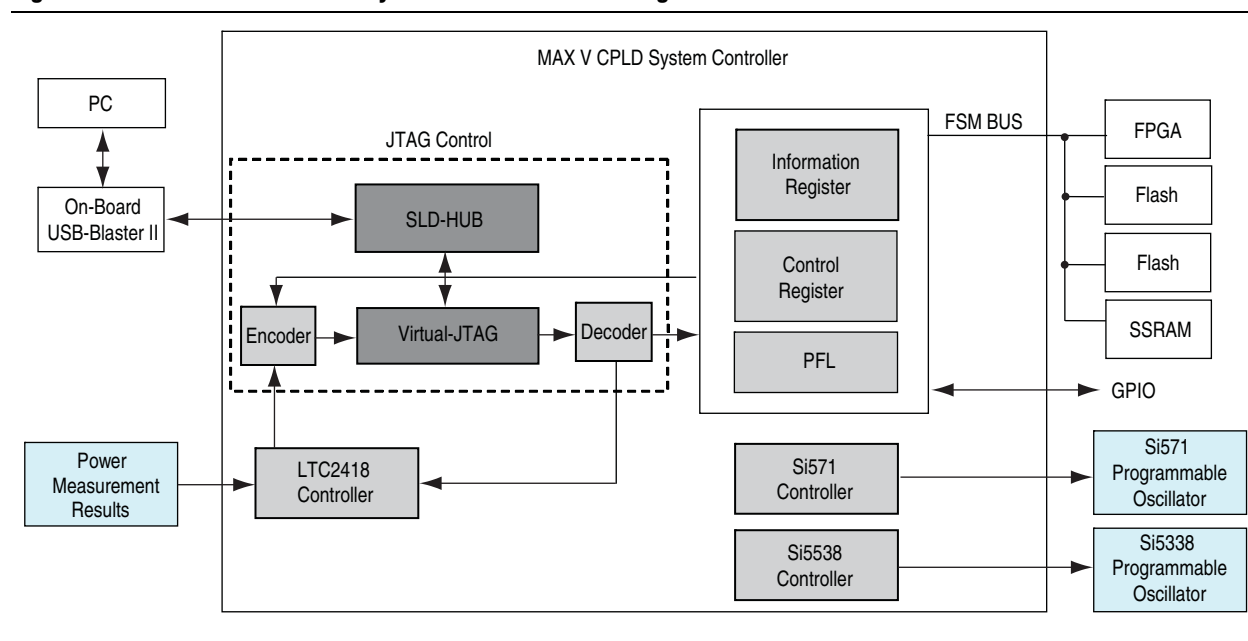 MAX V CPLD System Controller
PC
On-Board
USB-Blaster II
JTAG Control
SLD-HUB
Encoder
Virtual-JTAG
Decoder
Information
Register
Control
Register
PFL
FSM BUS
FPGA
Flash
Flash
SSRAM
GPIO
Power
Measurement
Results
LTC2418
Controller
Si571
Controller
Si571
Programmable
Oscillator
Si5538
Controller
Si5338
Programmable
Oscillator